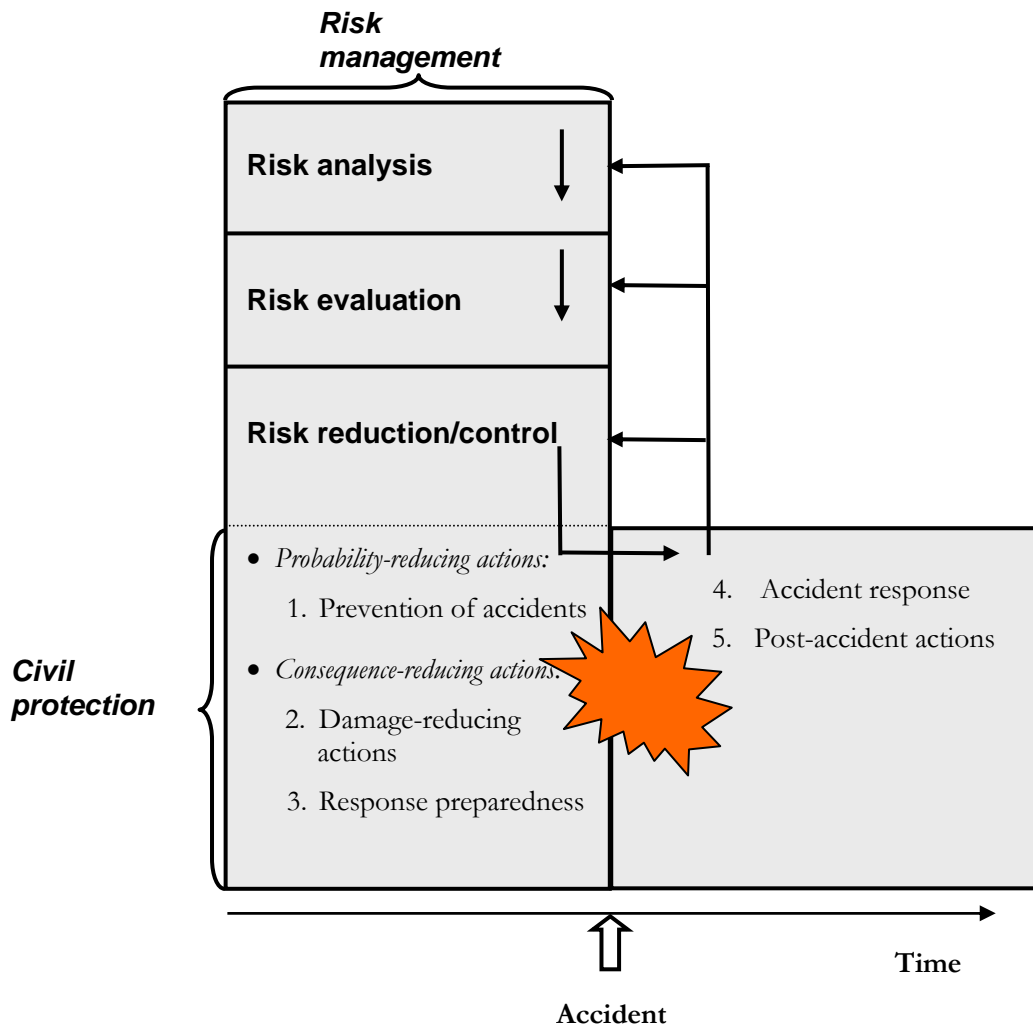 Risk
management
Risk analysis
Risk evaluation
Risk reduction/control
• Probability-reducing actions:
1. Prevention of accidents
• Consequence-reducing actions:
2. Damage-reducing
actions
3. Response preparedness
4. Accident response
5. Post-accident actions
Civil
protection
Time
Accident